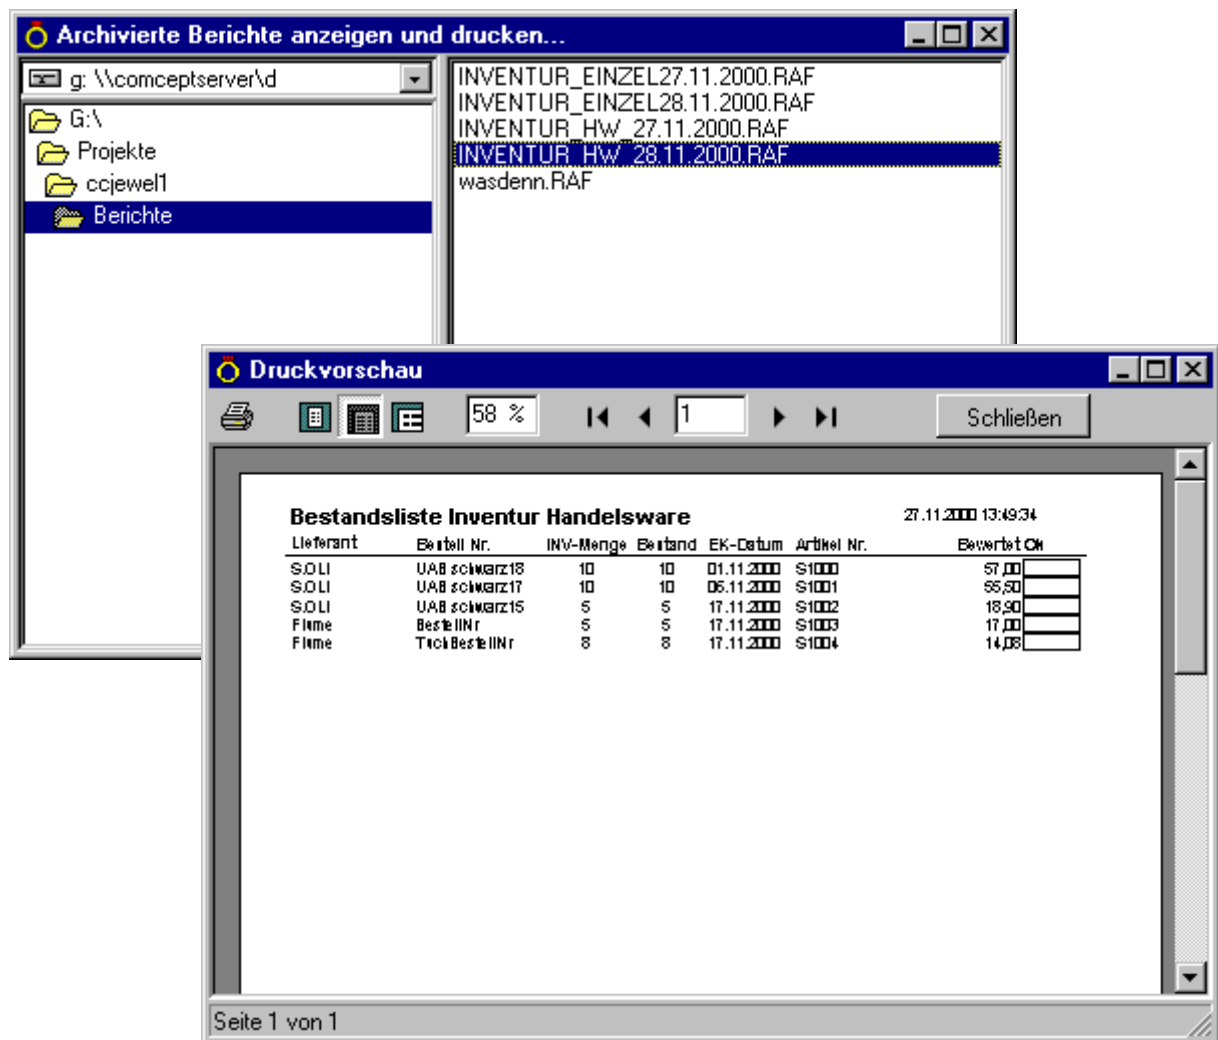 Archivierte Berichte anzeigen und drucken...
g: \\comceptserver\d
G:\
Projekte
ccjewel1
Berichte
INVENTUR_EINZEL27.11.2000.RAF
INVENTUR_EINZEL28.11.2000.RAF
INVENTUR_HW_27.11.2000.RAF
INVENTUR_HW_28.11.2000.RAF
wasdenn.RAF
Druckvorschau
58 % 1 Schließen
Bestandsliste Inventur Handelsware 27.11.2000 13:49:34
Lieferant Bestell Nr. INV-Menge Bestand EK-Datum Artikel Nr. Bewertet Ok
S.OLI UAB schwarz18 10 10 01.11.2000 S1000 57,00
S.OLI UAB schwarz17 10 10 06.11.2000 S1001 55,50
S.OLI UAB schwarz15 5 5 17.11.2000 S1002 18,90
Flume BestellNr 5 5 17.11.2000 S1003 17,00
Flume TuchBestellNr 8 8 17.11.2000 S1004 14,08
Seite 1 von 1